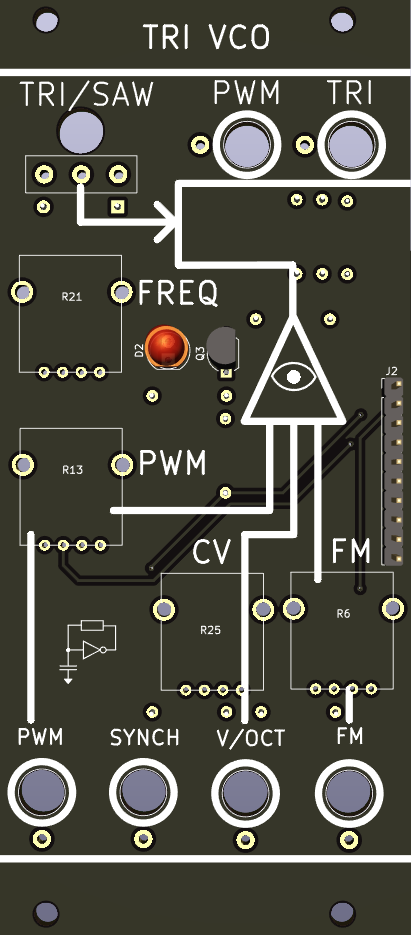 TRI VCO
TRI/SAW PWM TRI
R21 FREQ
D2 Q3
J2
R13 PWM
CV FM
R25 R6
PWM SYNCH V/OCT FM